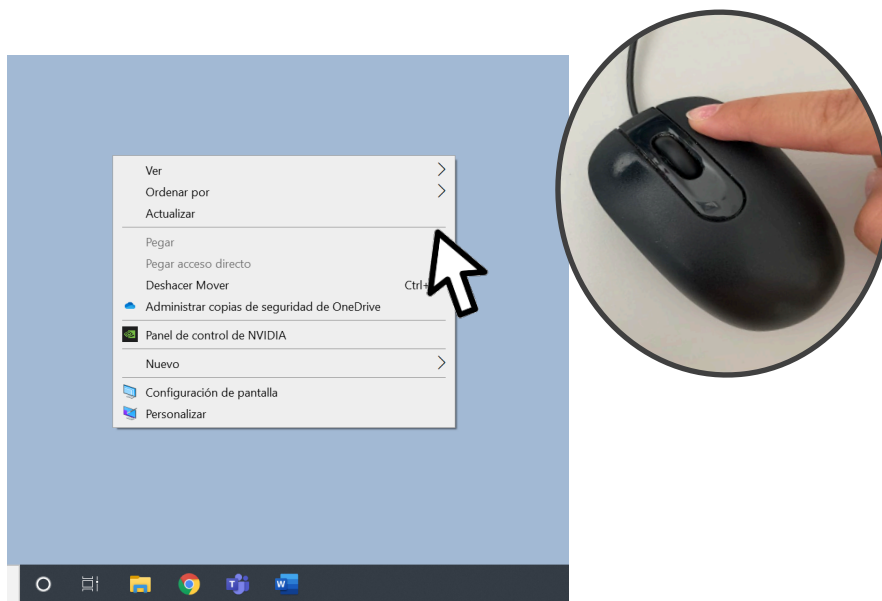 Ver
Ordenar por
Actualizar
Pegar
Pegar acceso directo
Deshacer Mover Ctrl+
Administrar copias de seguridad de OneDrive
Panel de control de NVIDIA
Nuevo
Configuración de pantalla
Personalizar
T
W